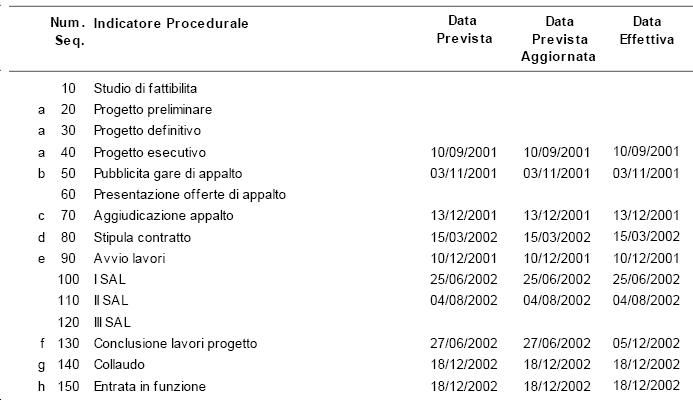 Num. Seq. Indicatore Procedurale Data Prevista Data Prevista Aggiornata Data Effettiva
10 Studio di fattibilita
a 20 Progetto preliminare
a 30 Progetto definitivo
a 40 Progetto esecutivo 10/09/2001 10/09/2001 10/09/2001
b 50 Pubblicita gare di appalto 03/11/2001 03/11/2001 03/11/2001
60 Presentazione offerte di appalto
c 70 Aggiudicazione appalto 13/12/2001 13/12/2001 13/12/2001
d 80 Stipula contratto 15/03/2002 15/03/2002 15/03/2002
e 90 Avvio lavori 10/12/2001 10/12/2001 10/12/2001
100 I SAL 25/06/2002 25/06/2002 25/06/2002
110 II SAL 04/08/2002 04/08/2002 04/08/2002
120 III SAL
f 130 Conclusione lavori progetto 27/06/2002 27/06/2002 05/12/2002
g 140 Collaudo 18/12/2002 18/12/2002 18/12/2002
h 150 Entrata in funzione 18/12/2002 18/12/2002 18/12/2002